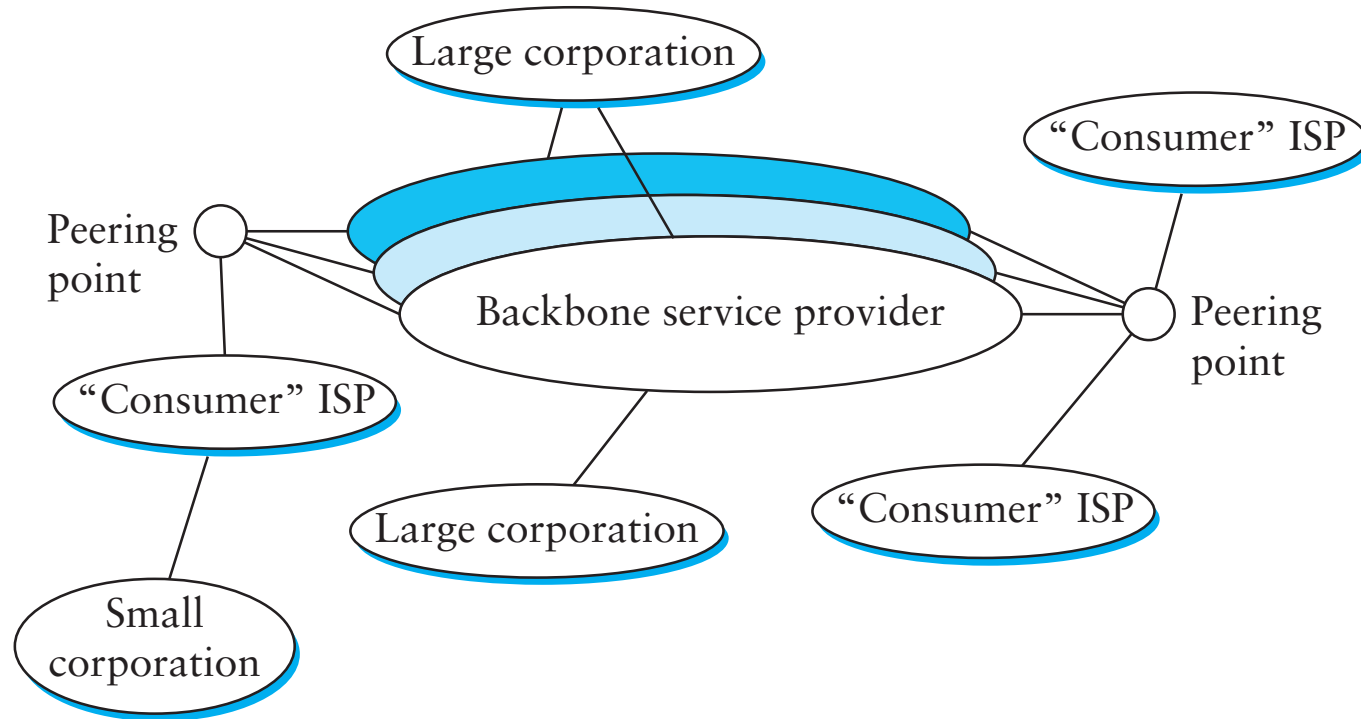 Large corporation
“Consumer” ISP
Peering
point
Backbone service provider
Peering
point
“Consumer” ISP
Large corporation
“Consumer” ISP
Small
corporation